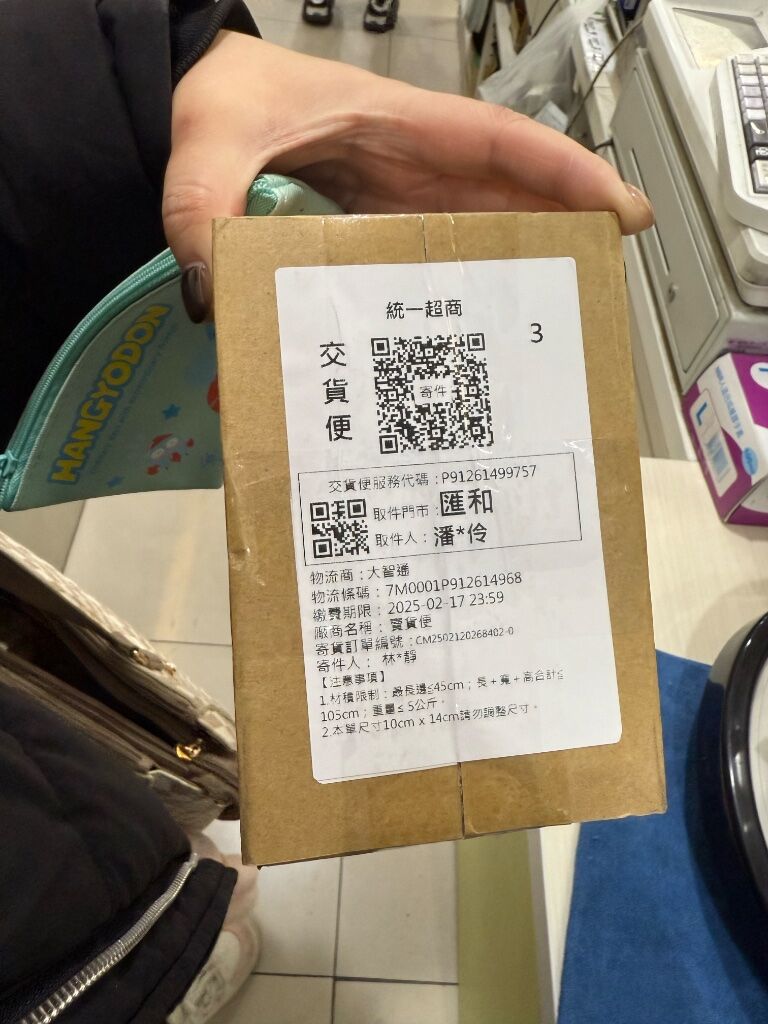 統一超商
3
交貨便
寄件
交貨便服務代碼：P91261499757
取件門市：匯和
取件人：潘*伶
物流商：大智通
物流條碼：7M0001P912614968
繳費期限：2025-02-17 23:59
廠商名稱：賣貨便
寄貨訂單編號：CM2502120268402-0
寄件人： 林*靜
【注意事項】
1.材積限制：最長邊≦45cm；長+寬+高合計≦
105cm；重量≦5公斤。
2.本單尺寸10cm x 14cm請勿調整尺寸。
HANGYODON
L